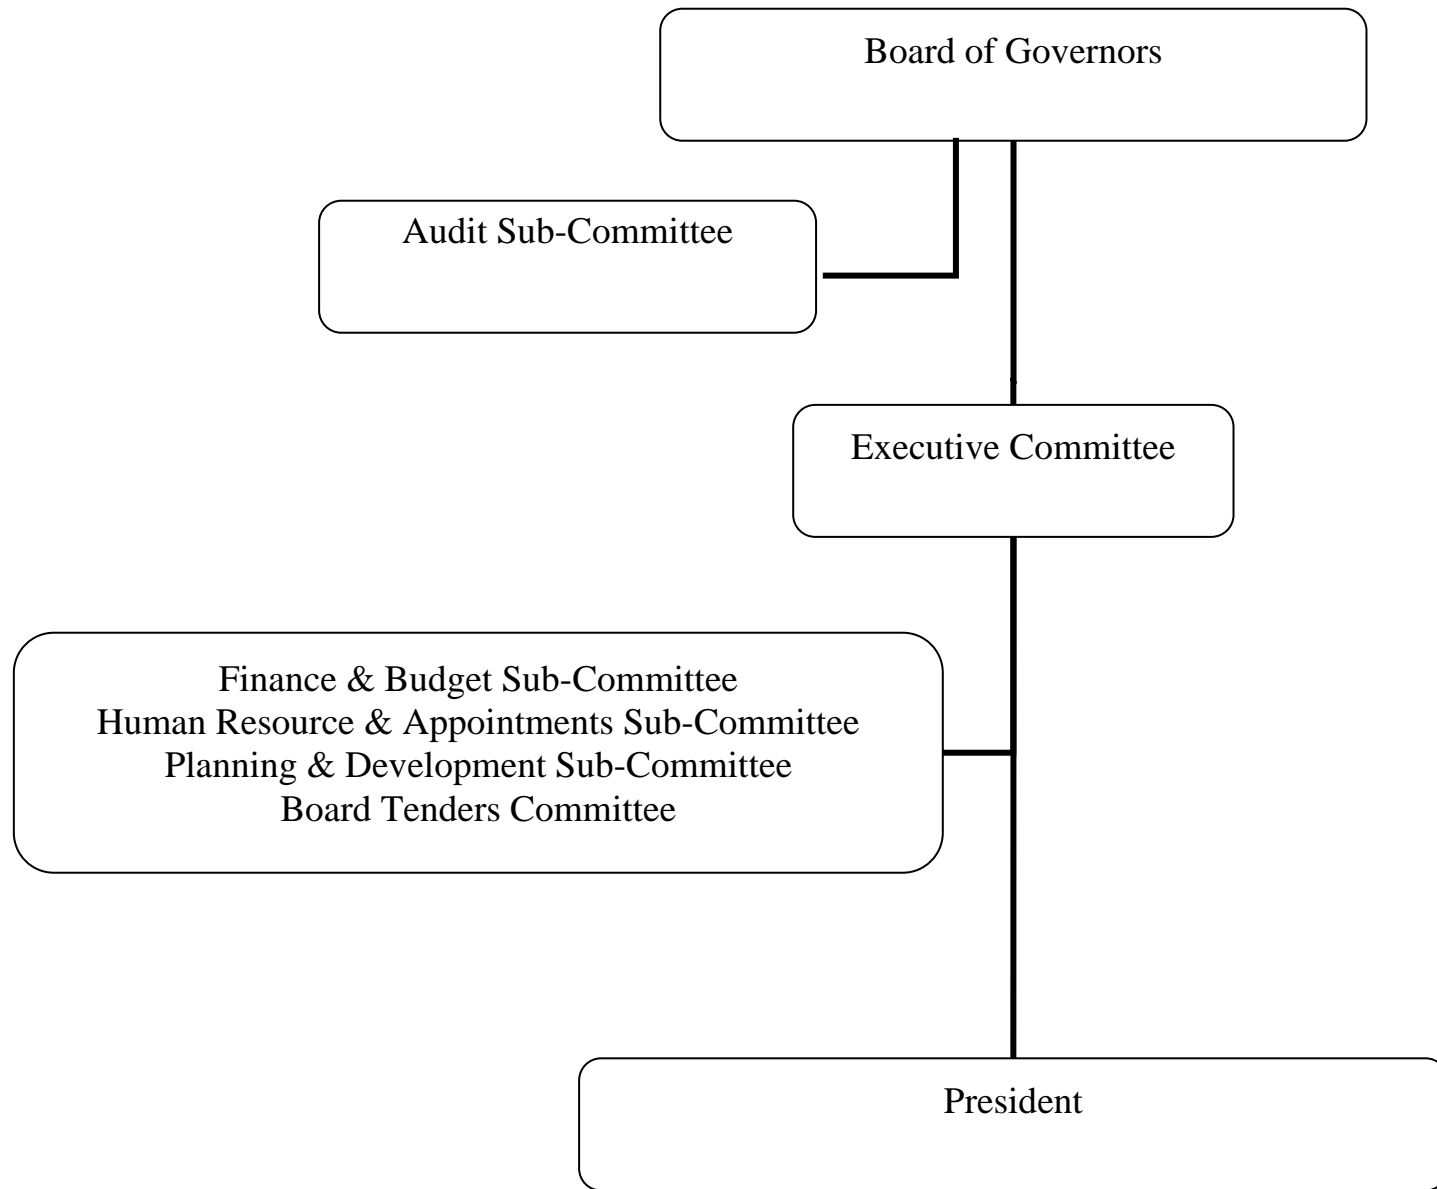 Board of Governors
Audit Sub-Committee
Executive Committee
Finance & Budget Sub-Committee
Human Resource & Appointments Sub-Committee
Planning & Development Sub-Committee
Board Tenders Committee
President